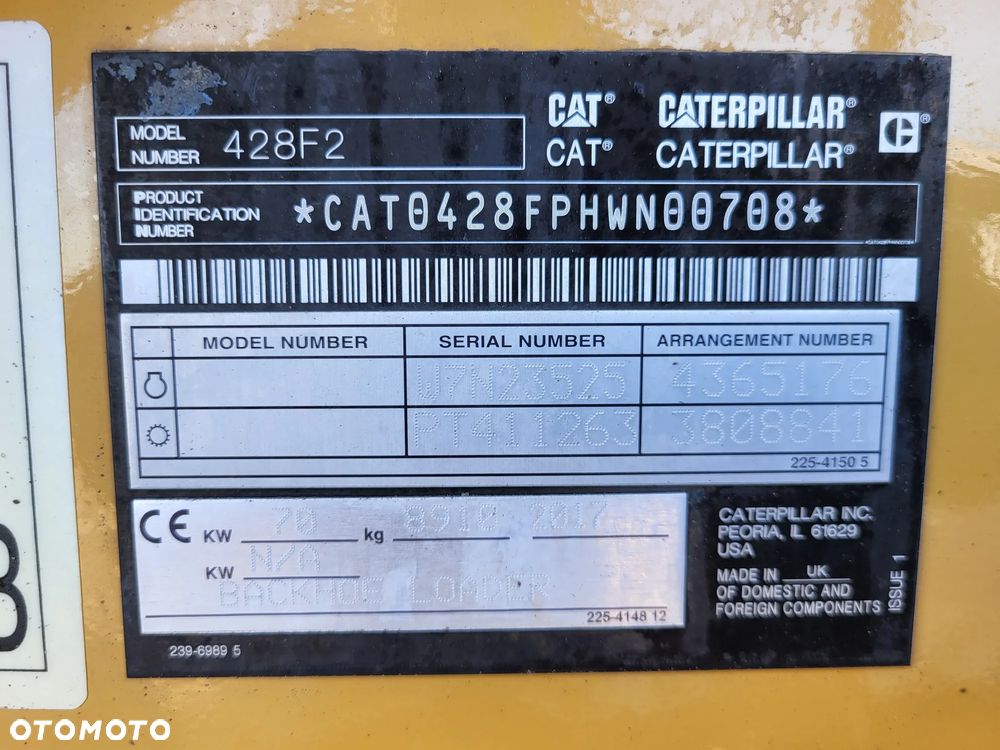 CAT® CATERPILLAR®
CAT® CATERPILLAR®
MODEL NUMBER 428F2
PRODUCT IDENTIFICATION NUMBER *CAT0428FPHWN00708*
*CAT0428FPHWN00708*
MODEL NUMBER SERIAL NUMBER ARRANGEMENT NUMBER
W7N23525 4365176
PT411263 3808841
225-4150 5
CE KW 70 kg 8910 2017
KW N/A
BACKHOE LOADER
225-4148 12
CATERPILLAR INC.
PEORIA, IL 61629
USA
MADE IN UK
OF DOMESTIC AND
FOREIGN COMPONENTS
ISSUE 1
239-6989 5
OTOMOTO